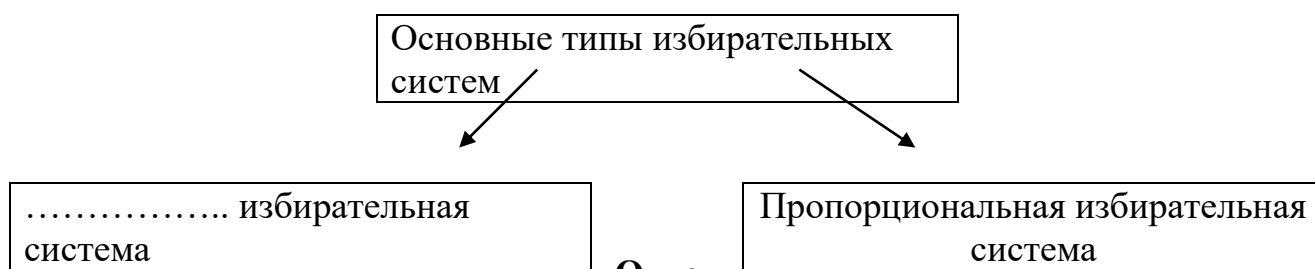 Основные типы избирательных
систем
……………….. избирательная
система
Пропорциональная избирательная
система